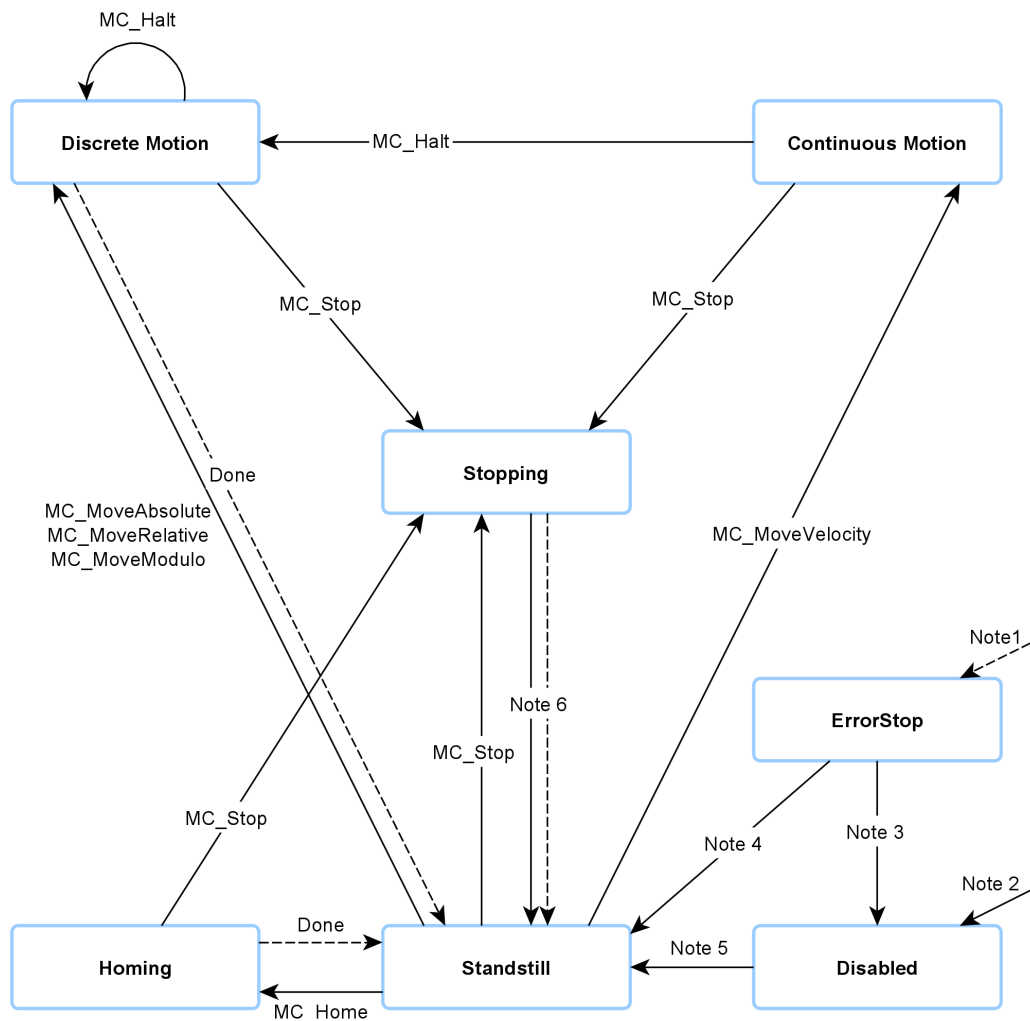 MC_Halt
Discrete Motion
MC_Halt
Continuous Motion
MC_Stop
MC_Stop
Stopping
Done
MC_MoveAbsolute
MC_MoveRelative
MC_MoveModulo
MC_MoveVelocity
Note1
Note 6
ErrorStop
MC_Stop
MC_Stop
Note 4
Note 3
Note 2
Done
Note 5
Homing
Standstill
Disabled
MC_Home